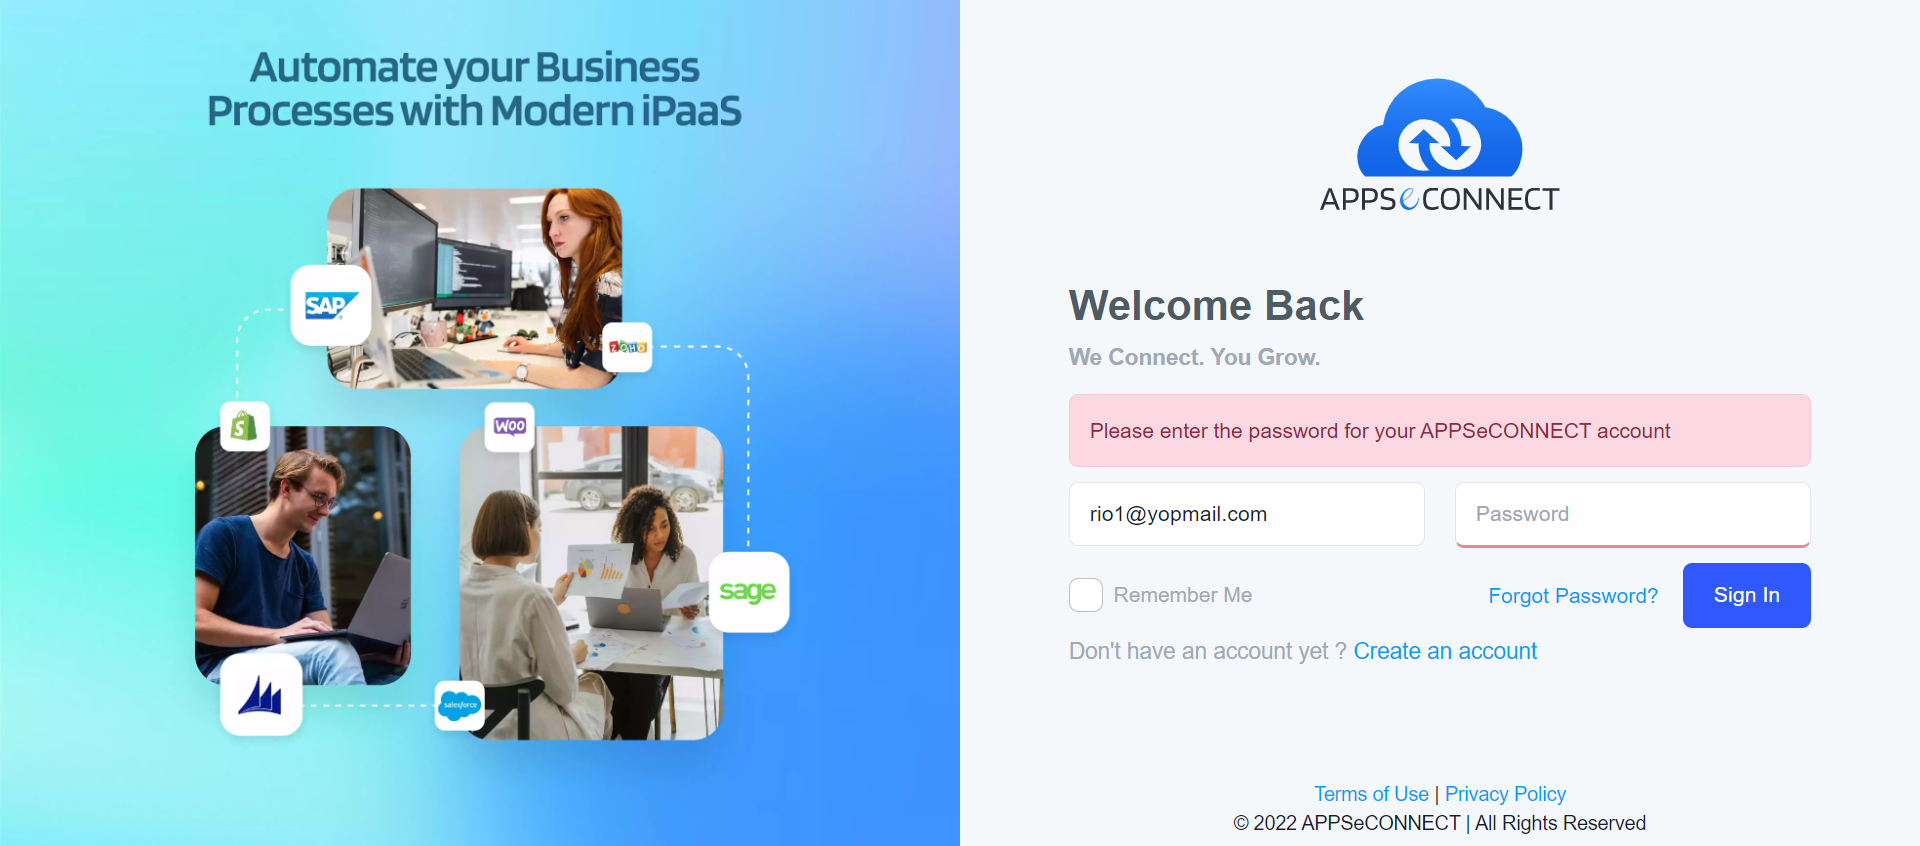 Automate your Business
Processes with Modern iPaaS
SAP
ZOHO
S
WOO
sage
salesforce
APPSeCONNECT
Welcome Back
We Connect. You Grow.
Please enter the password for your APPSeCONNECT account
rio1@yopmail.com
Password
Remember Me
Forgot Password?
Sign In
Don't have an account yet ? Create an account
Terms of Use | Privacy Policy
© 2022 APPSeCONNECT | All Rights Reserved